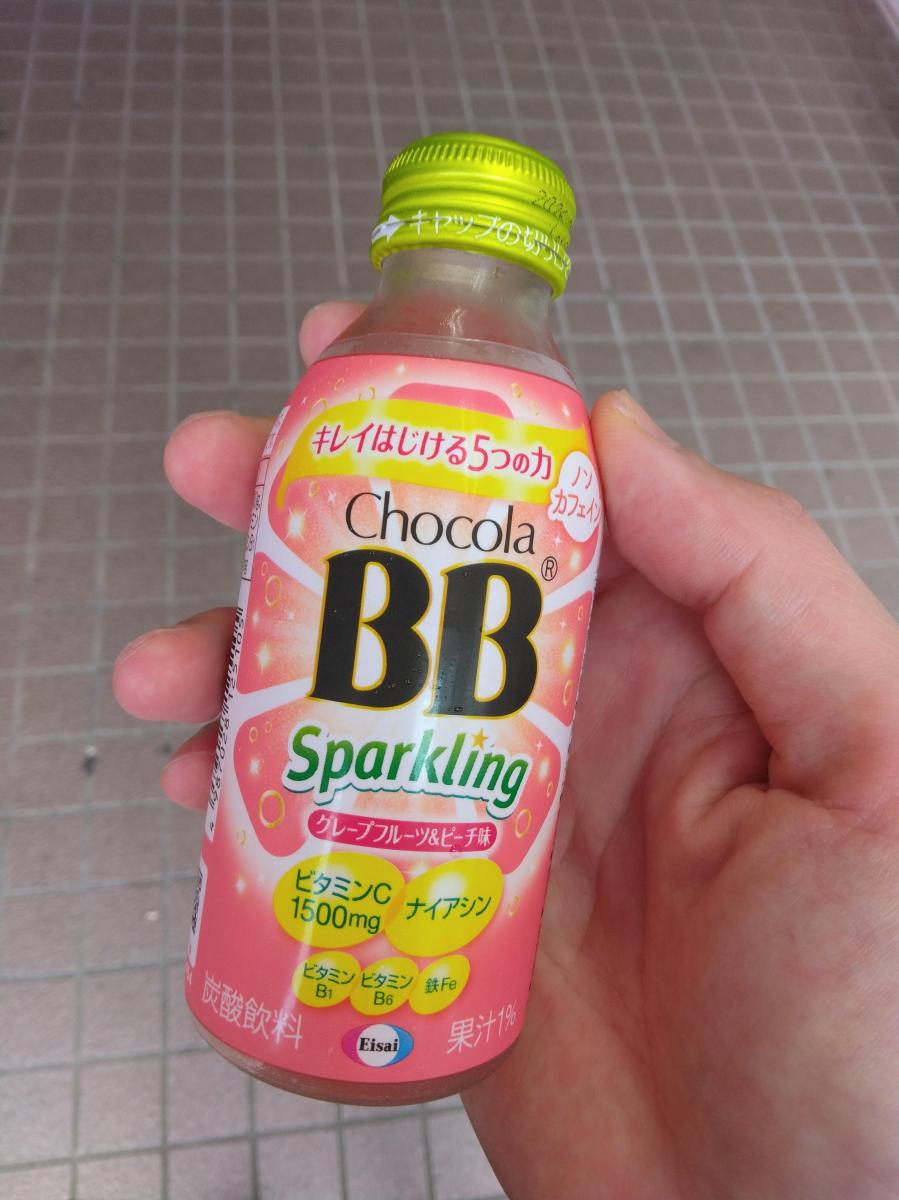 キャップの切り
キレイはじける5つの力
ノン
カフェイン
Chocola
BB®
Sparkling
グレープフルーツ&ピーチ味
ビタミンC
1500mg
ナイアシン
ビタミン
B1
ビタミン
B6
鉄Fe
炭酸飲料
果汁1%
Eisai